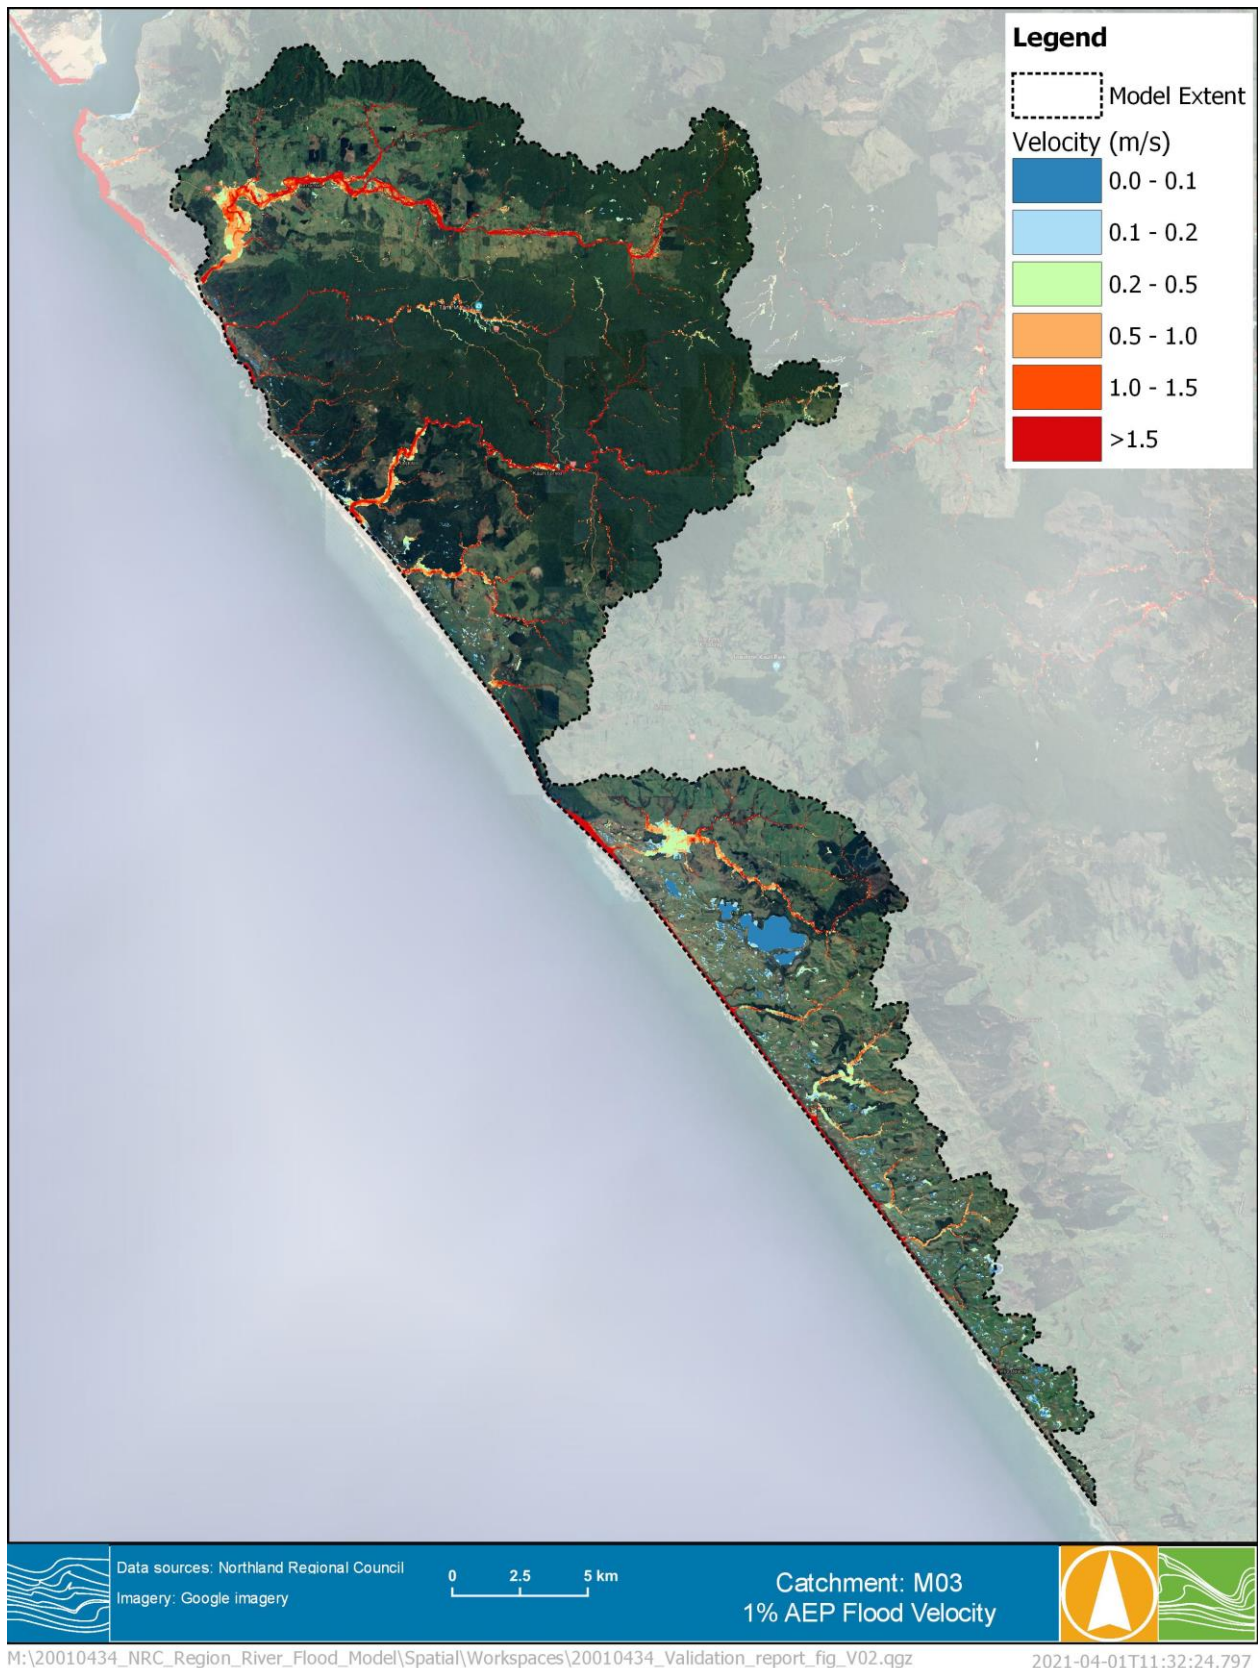 Legend
Model Extent
Velocity (m/s)
0.0 - 0.1
0.1 - 0.2
0.2 - 0.5
0.5 - 1.0
1.0 - 1.5
>1.5
Data sources: Northland Regional Council
Imagery: Google imagery
0 2.5 5 km
Catchment: M03
1% AEP Flood Velocity
M:\20010434_NRC_Region_River_Flood_Model\Spatial\Workspaces\20010434_Validation_report_fig_V02.qgz
2021-04-01T11:32:24.797